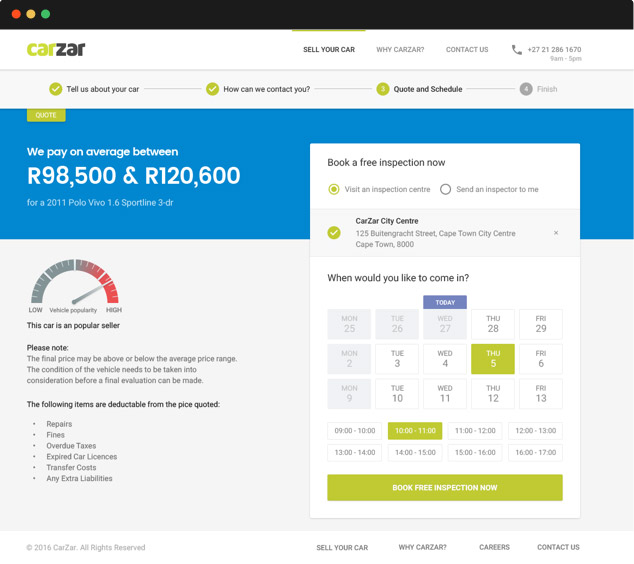 carzar
SELL YOUR CAR
WHY CARZAR?
CONTACT US
+27 21 286 1670
9am - 5pm
Tell us about your car
How can we contact you?
3 Quote and Schedule
4 Finish
QUOTE
We pay on average between
R98,500 & R120,600
for a 2011 Polo Vivo 1.6 Sportline 3-dr
LOW Vehicle popularity HIGH
This car is an popular seller
Please note:
The final price may be above or below the average price range.
The condition of the vehicle needs to be taken into
consideration before a final evaluation can be made.
The following items are deductable from the pice quoted:
• Repairs
• Fines
• Overdue Taxes
• Expired Car Licences
• Transfer Costs
• Any Extra Liabilities
Book a free inspection now
Visit an inspection centre
Send an inspector to me
CarZar City Centre
125 Buitengracht Street, Cape Town City Centre
Cape Town, 8000
×
When would you like to come in?
TODAY
MON TUE WED THU FRI
25 26 27 28 29
MON TUE WED THU FRI
2 3 4 5 6
MON TUE WED THU FRI
9 10 11 12 13
09:00 - 10:00 10:00 - 11:00 11:00 - 12:00 12:00 - 13:00
13:00 - 14:00 14:00 - 15:00 15:00 - 16:00 16:00 - 17:00
BOOK FREE INSPECTION NOW
© 2016 CarZar. All Rights Reserved
SELL YOUR CAR
WHY CARZAR?
CAREERS
CONTACT US